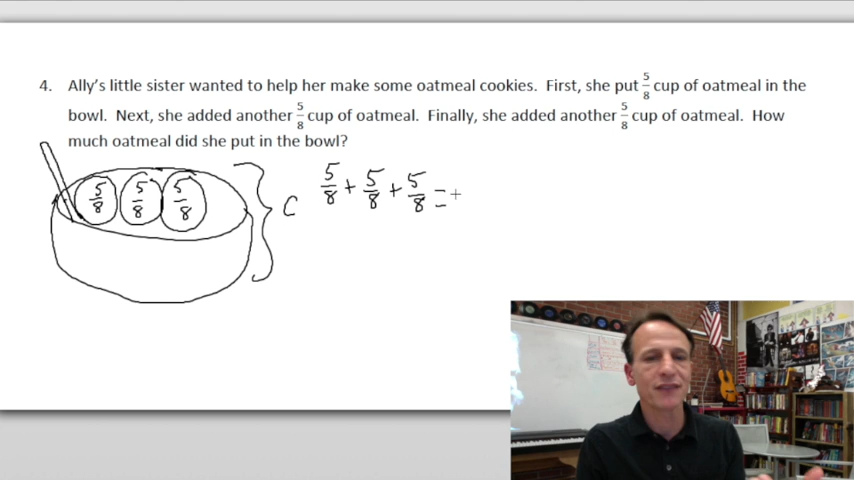 4. Ally's little sister wanted to help her make some oatmeal cookies. First, she put 5/8 cup of oatmeal in the
bowl. Next, she added another 5/8 cup of oatmeal. Finally, she added another 5/8 cup of oatmeal. How
much oatmeal did she put in the bowl?
5/8 5/8 5/8 C 5/8 + 5/8 + 5/8 =